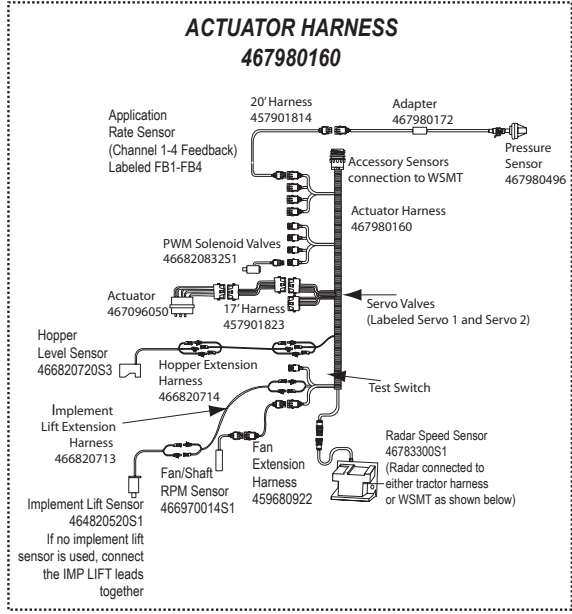 ACTUATOR HARNESS
467980160
20' Harness
457901814
Adapter
467980172
Application
Rate Sensor
(Channel 1-4 Feedback)
Labeled FB1-FB4
Pressure
Sensor
467980496
Accessory Sensors
connection to WSMT
Actuator Harness
467980160
PWM Solenoid Valves
466820832S1
Actuator
467096050
17' Harness
457901823
Servo Valves
(Labeled Servo 1 and Servo 2)
Hopper
Level Sensor
466820720S3
Hopper Extension
Harness
466820714
Test Switch
Implement
Lift Extension
Harness
466820713
Fan/Shaft
RPM Sensor
466970014S1
Fan
Extension
Harness
459680922
Radar Speed Sensor
46783300S1
(Radar connected to
either tractor harness
or WSMT as shown below)
Implement Lift Sensor
464820520S1
If no implement lift
sensor is used, connect
the IMP LIFT leads
together